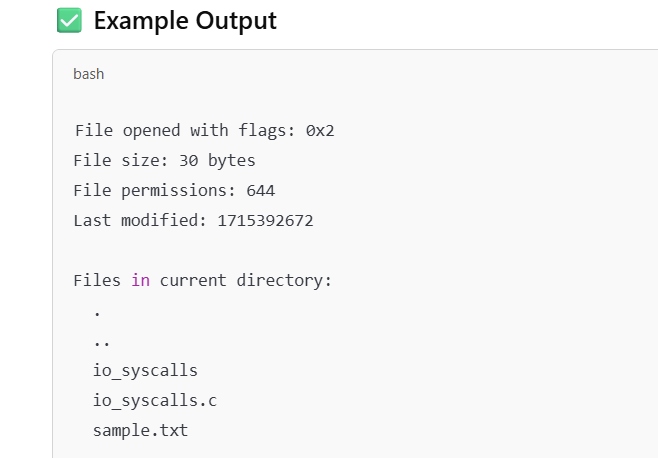 ✅ Example Output
bash
File opened with flags: 0x2
File size: 30 bytes
File permissions: 644
Last modified: 1715392672
Files in current directory:
.
..
io_syscalls
io_syscalls.c
sample.txt